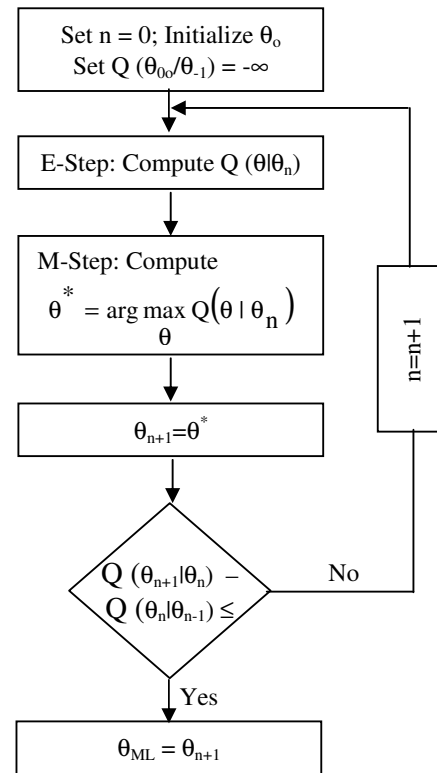 Set n = 0; Initialize θₒ
Set Q (θ₀ₒ/θ₋₁) = -∞
E-Step: Compute Q (θ|θₙ)
M-Step: Compute
θ* = arg max Q(θ | θₙ)
θ
θₙ₊₁=θ*
n=n+1
Q (θₙ₊₁|θₙ) –
Q (θₙ|θₙ₋₁) ≤
No
Yes
θ_ML = θₙ₊₁